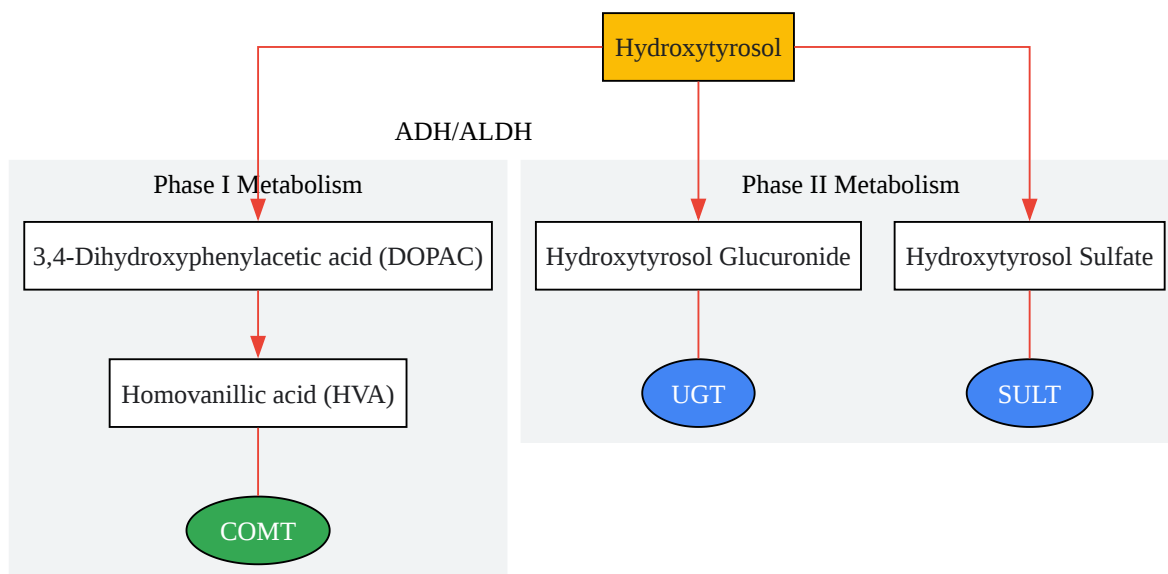 Hydroxytyrosol
ADH/ALDH
Phase I Metabolism
3,4-Dihydroxyphenylacetic acid (DOPAC)
Homovanillic acid (HVA)
COMT
Phase II Metabolism
Hydroxytyrosol Glucuronide
Hydroxytyrosol Sulfate
UGT
SULT